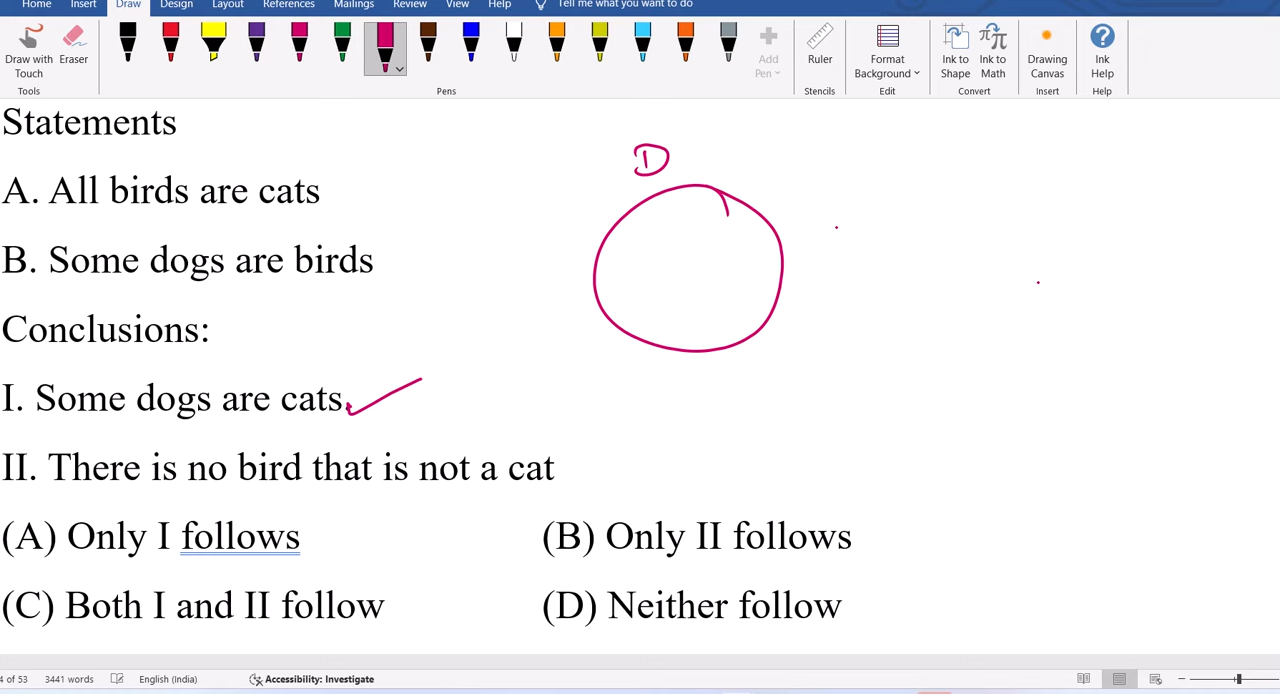 Home Insert Draw Design Layout References Mailings Review View Help Tell me what you want to do
Draw with Touch
Eraser
Add Pen
Ruler
Format Background
Ink to Shape
Ink to Math
Drawing Canvas
Ink Help
Tools Pens Stencils Edit Convert Insert Help
Statements
D
A. All birds are cats
B. Some dogs are birds
Conclusions:
I. Some dogs are cats.
II. There is no bird that is not a cat
(A) Only I follows (B) Only II follows
(C) Both I and II follow (D) Neither follow
4 of 53 3441 words English (India) Accessibility: Investigate